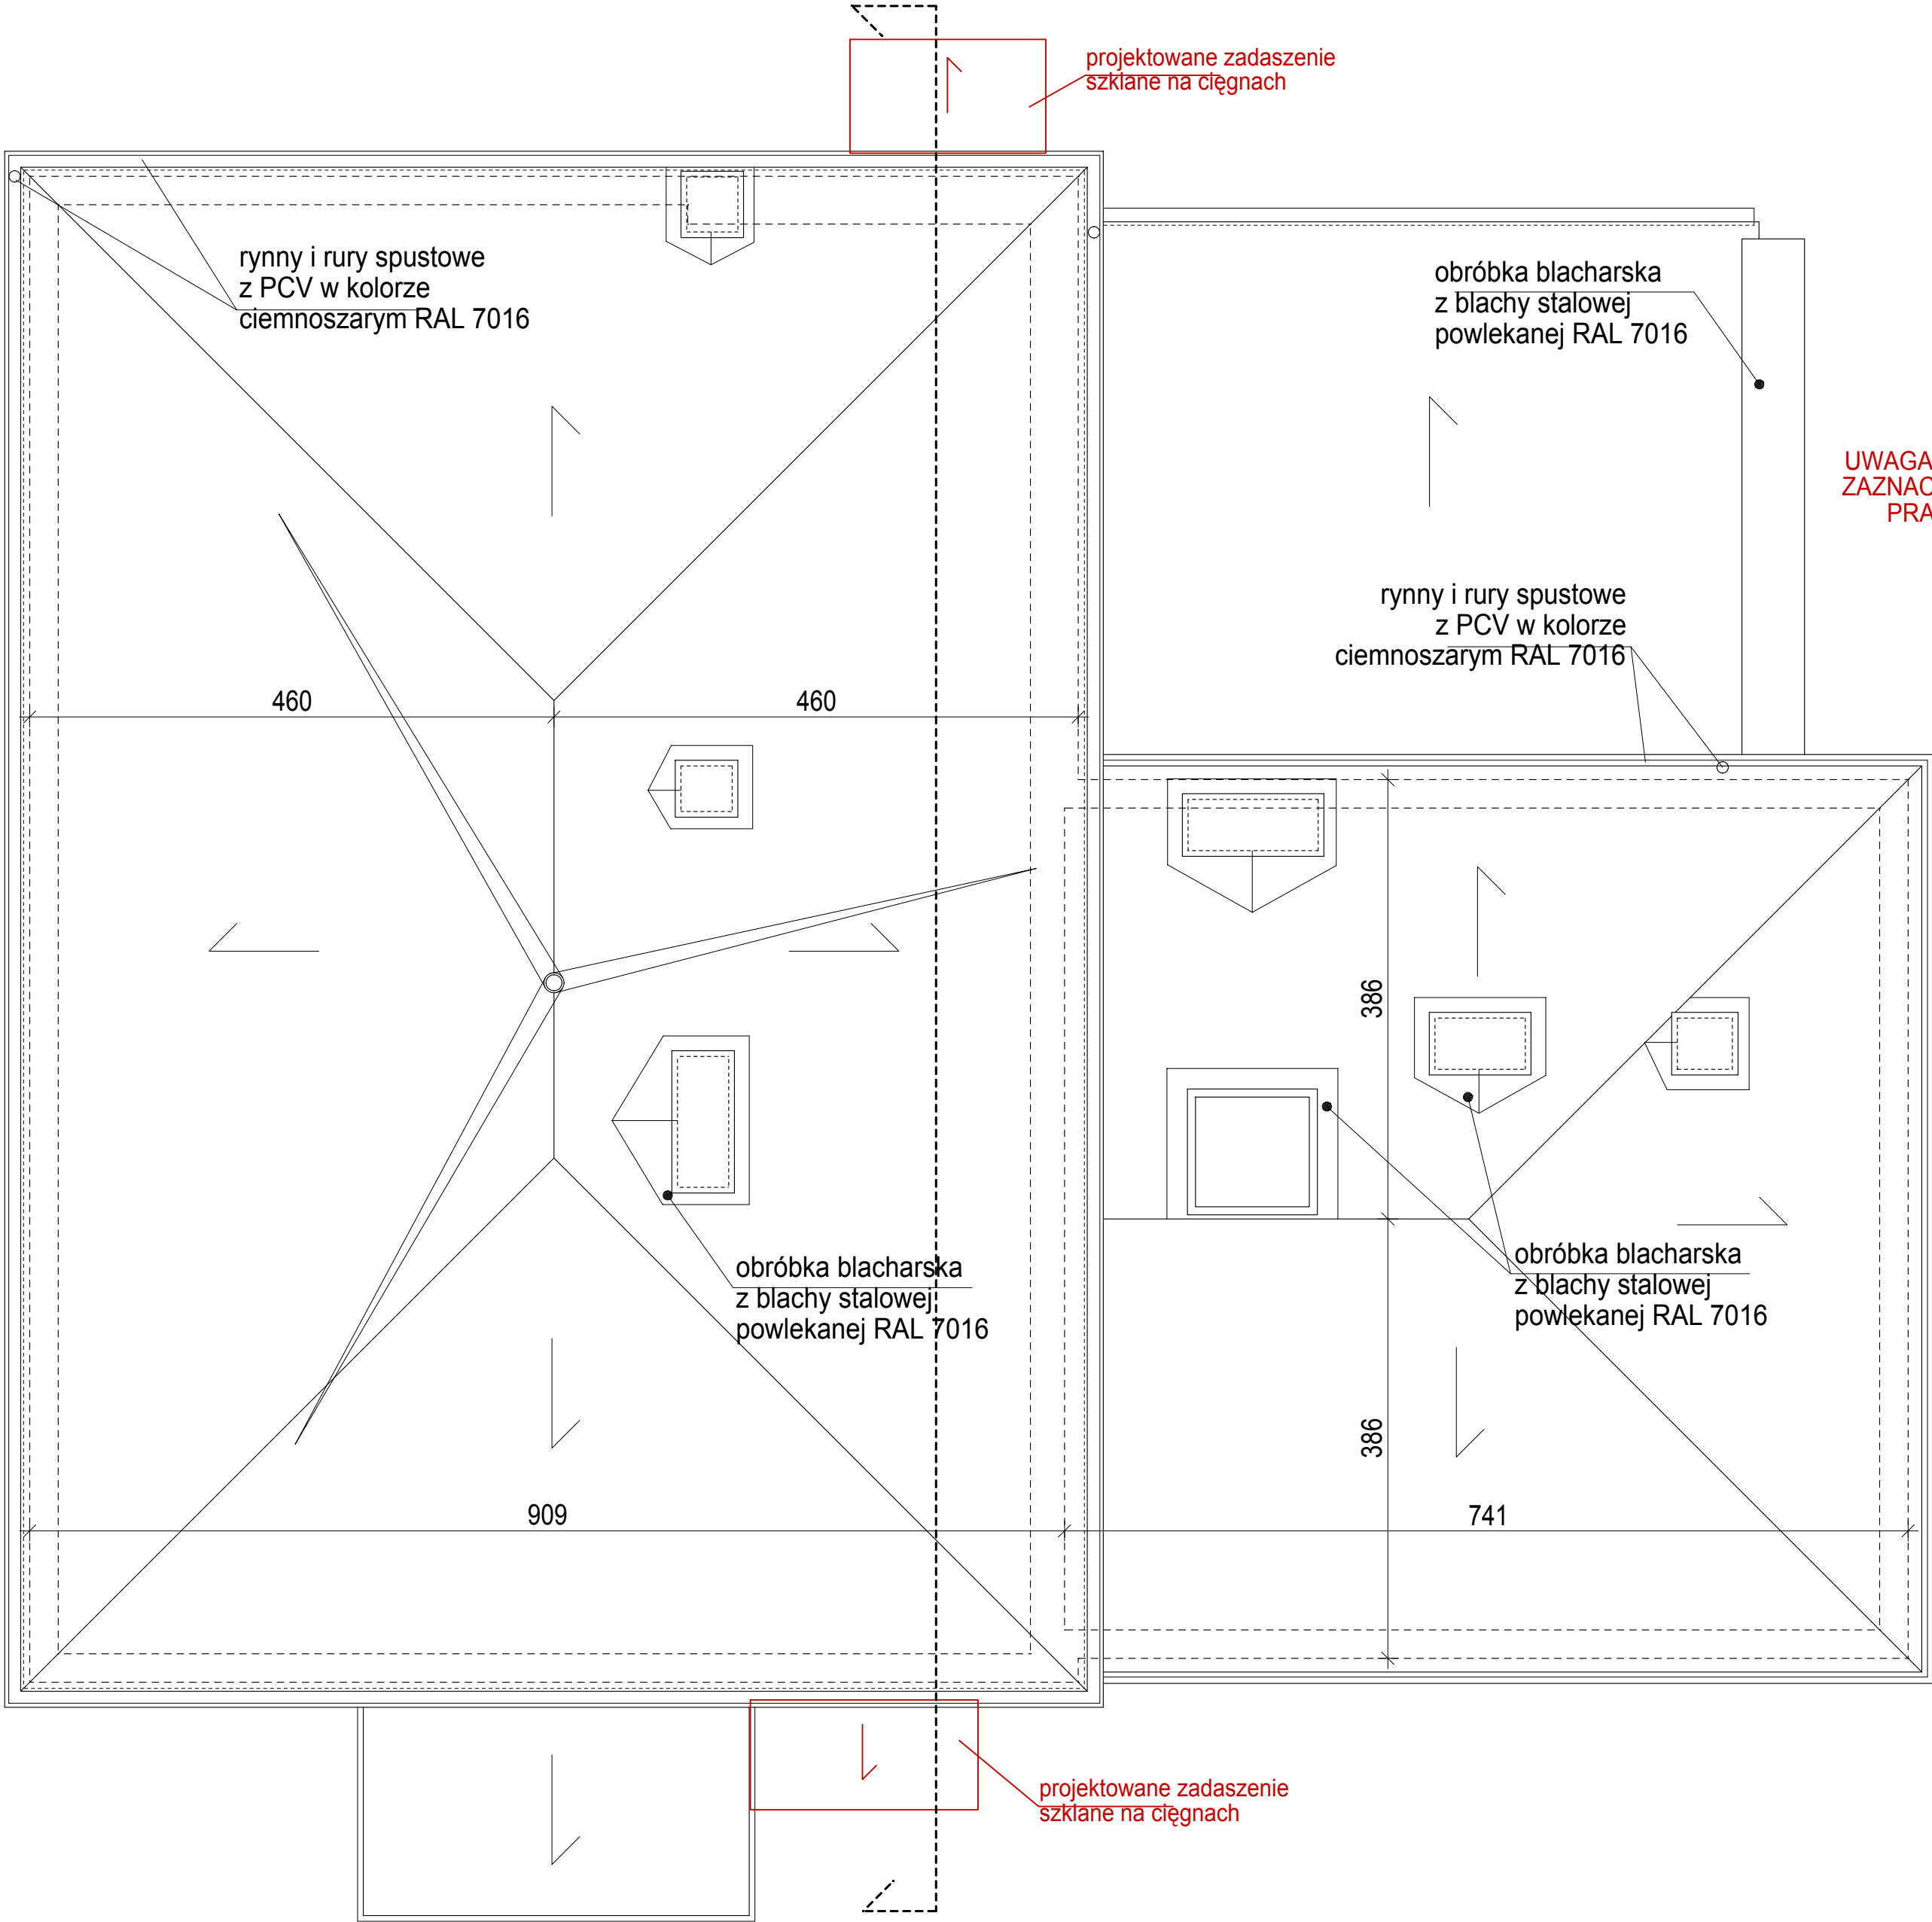 projektowane zadaszenie
szklane na cięgnach
rynny i rury spustowe
z PCV w kolorze
ciemnoszarym RAL 7016
obróbka blacharska
z blachy stalowej
powlekanej RAL 7016
UWAGA
ZAZNAC
PRA
rynny i rury spustowe
z PCV w kolorze
ciemnoszarym RAL 7016
460
460
386
obróbka blacharska
z blachy stalowej
powlekanej RAL 7016
obróbka blacharska
z blachy stalowej
powlekanej RAL 7016
386
909
741
projektowane zadaszenie
szklane na cięgnach